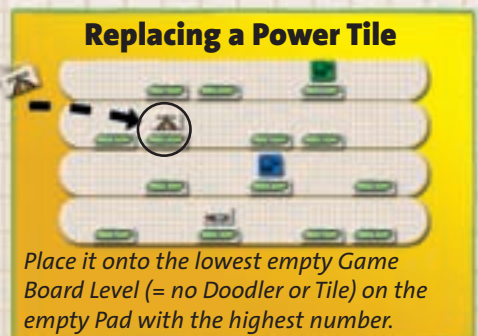 Replacing a Power Tile
Place it onto the lowest empty Game
Board Level (= no Doodler or Tile) on the
empty Pad with the highest number.